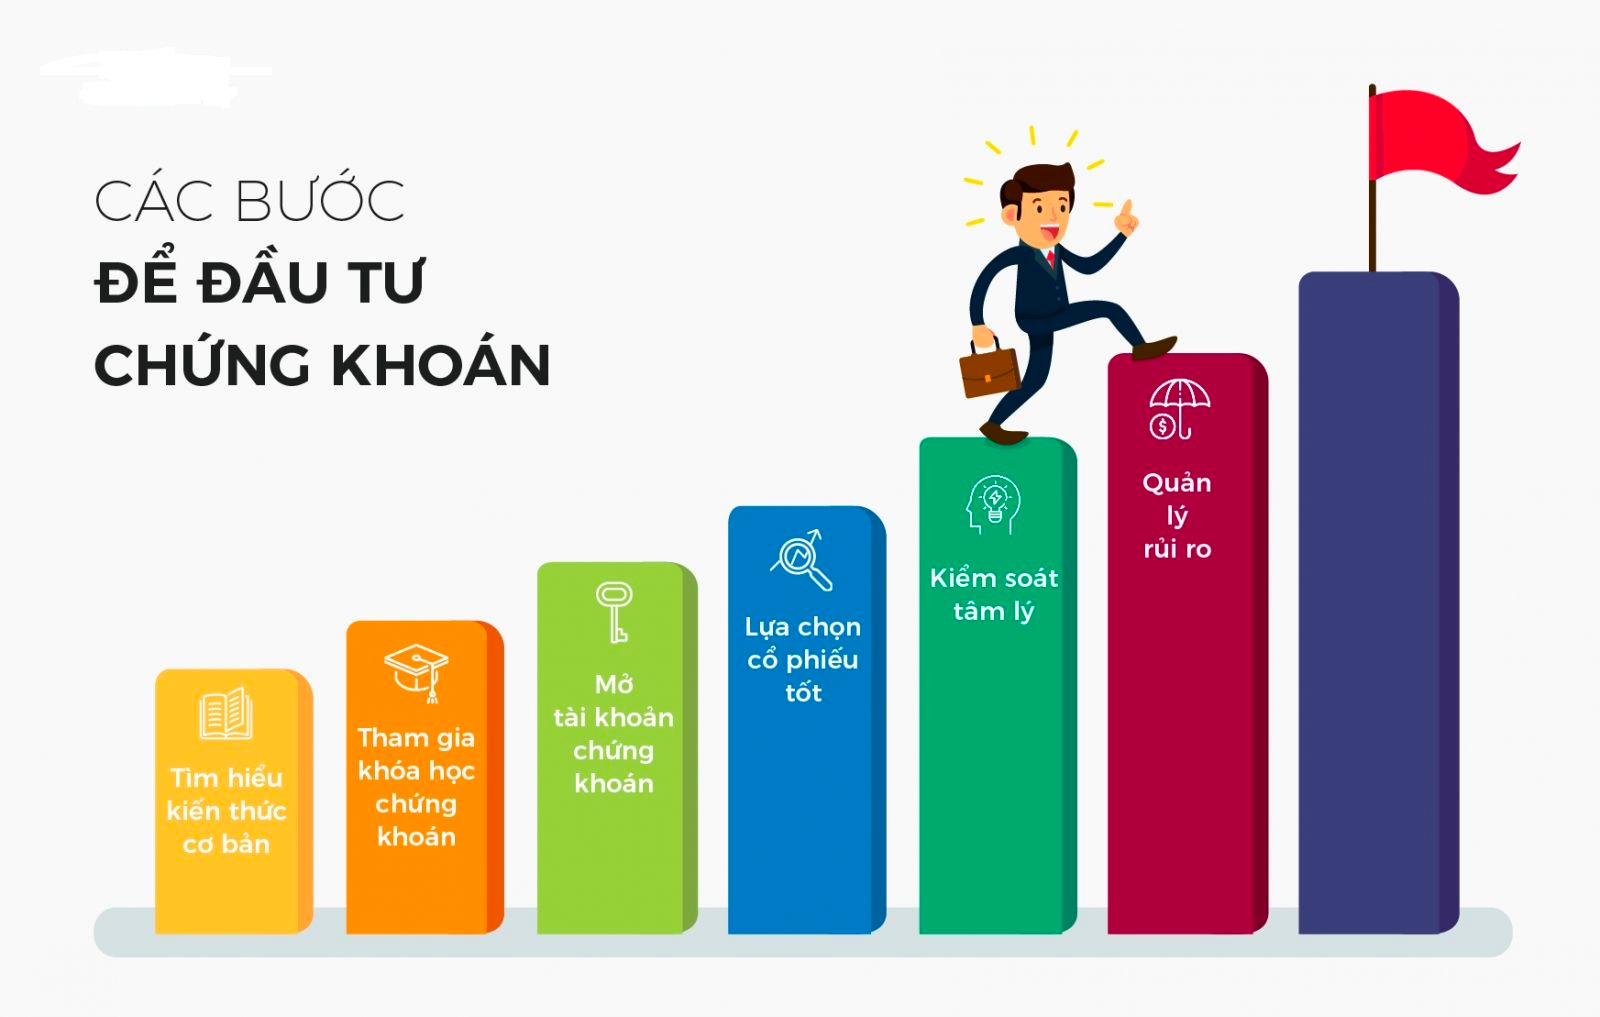 CÁC BƯỚC
ĐỂ ĐẦU TƯ
CHỨNG KHOÁN
Tìm hiểu
kiến thức
cơ bản
Tham gia
khóa học
chứng
khoán
Mở
tài khoản
chứng
khoán
Lựa chọn
cổ phiếu
tốt
Kiểm soát
tâm lý
Quản
lý
rủi ro
$